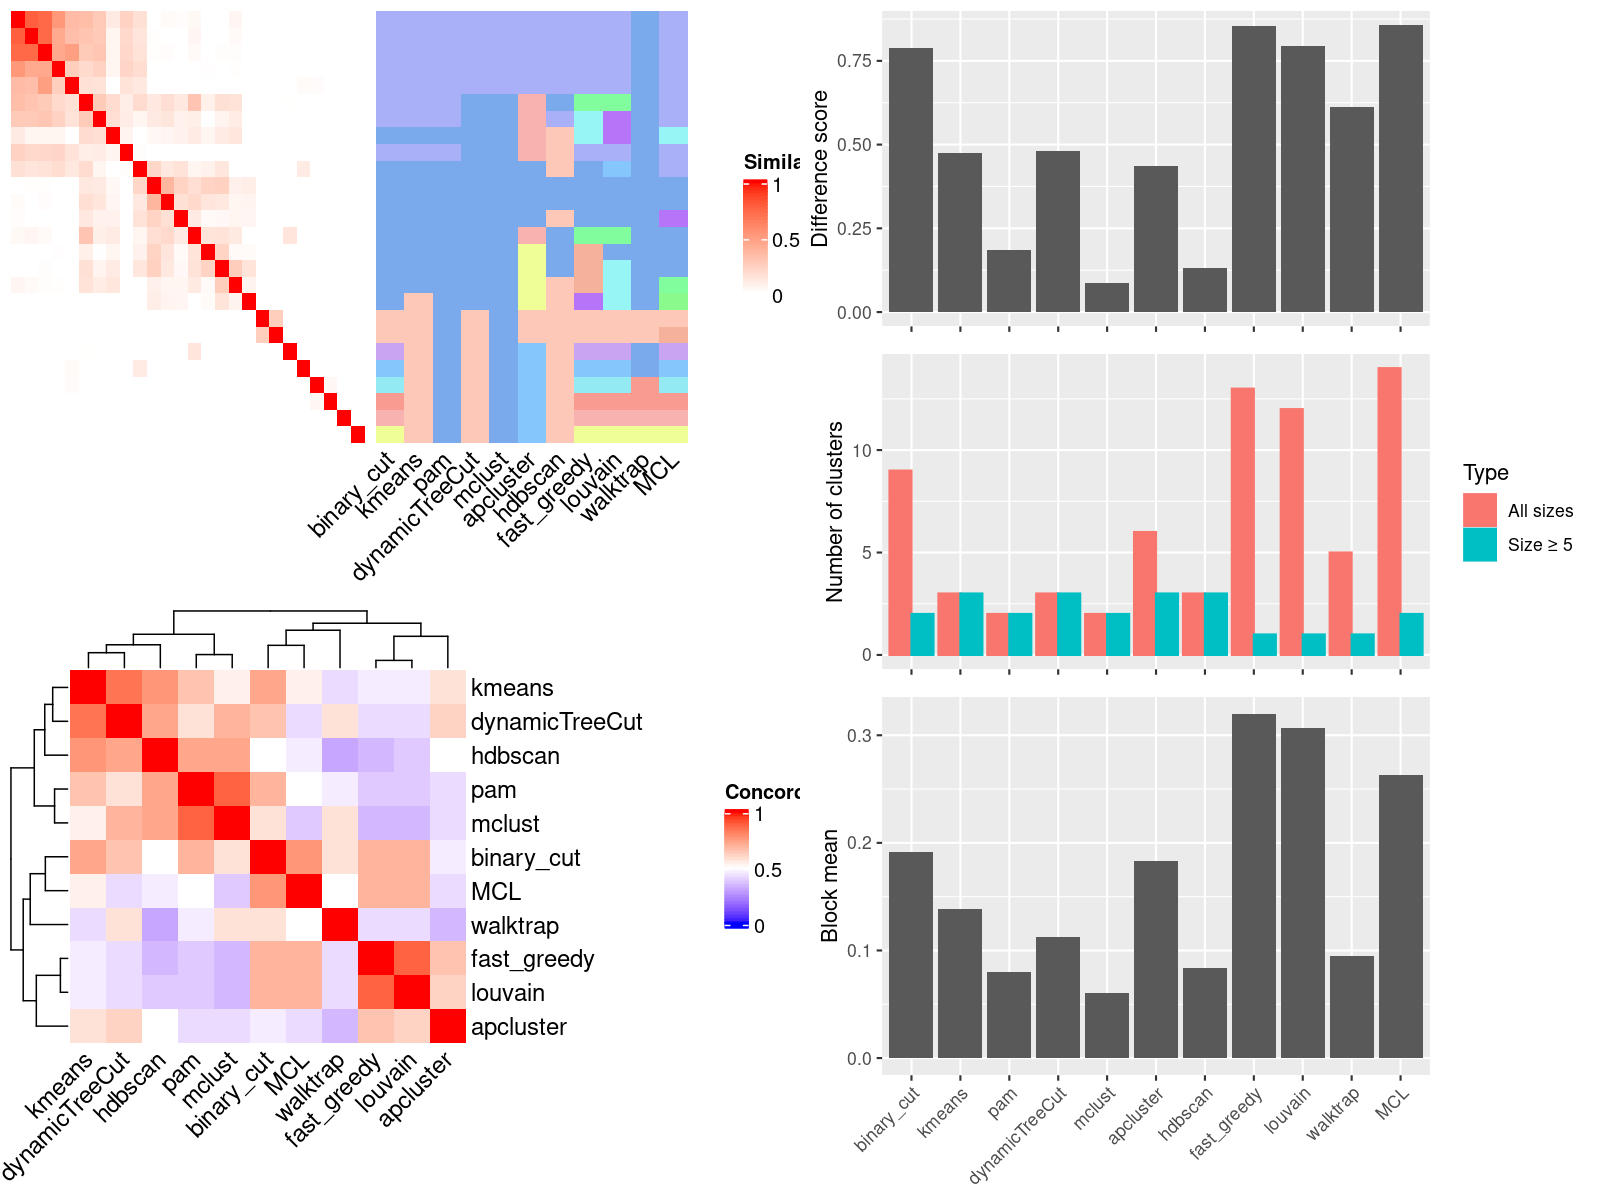 Simila
1
0.5
0
binary_cut
kmeans
pam
dynamicTreeCut
mclust
apcluster
hdbscan
fast_greedy
louvain
walktrap
MCL
kmeans
dynamicTreeCut
hdbscan
pam
mclust
binary_cut
MCL
walktrap
fast_greedy
louvain
apcluster
Concord
1
0.5
0
kmeans
dynamicTreeCut
hdbscan
pam
mclust
binary_cut
MCL
walktrap
fast_greedy
louvain
apcluster
Difference score
0.75
0.50
0.25
0.00
Number of clusters
10
5
0
Type
All sizes
Size ≥ 5
Block mean
0.3
0.2
0.1
0.0
binary_cut
kmeans
pam
dynamicTreeCut
mclust
apcluster
hdbscan
fast_greedy
louvain
walktrap
MCL